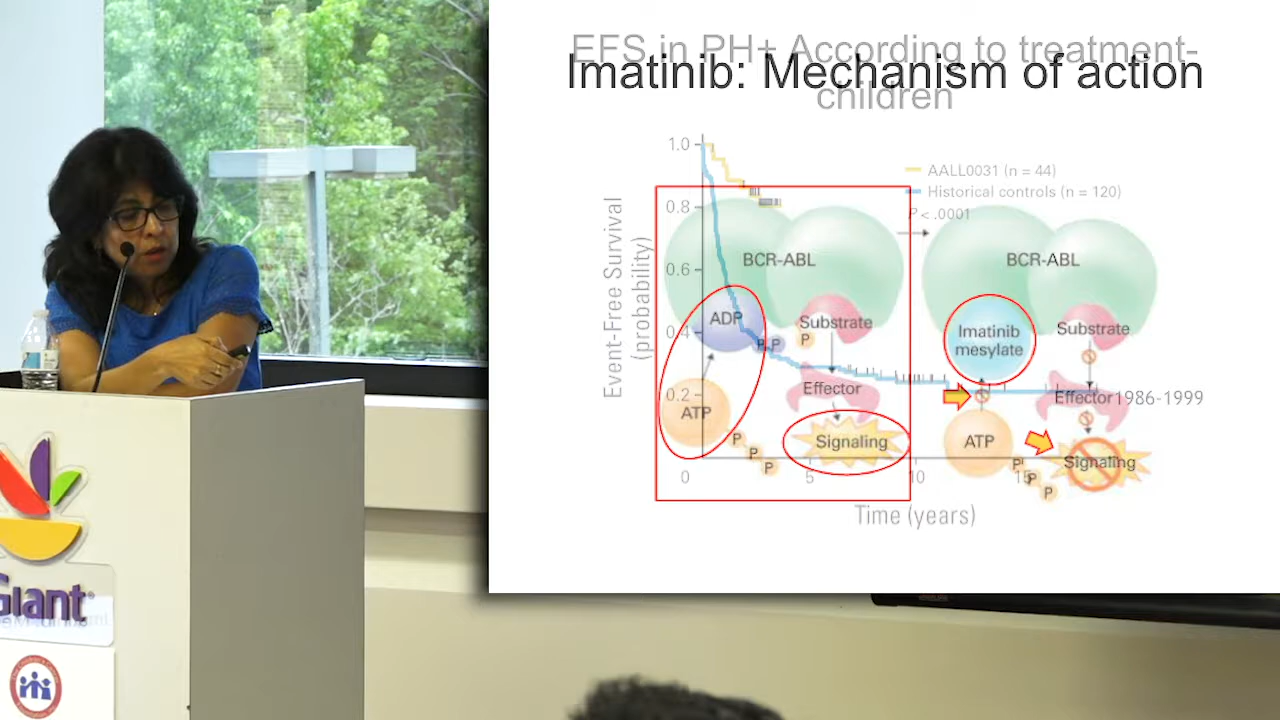 EFS in PH+ According to treatment-
children
Imatinib: Mechanism of action
1.0
0.8
0.6
0.4
0.2
0
5
10
15
Event-Free Survival
(probability)
Time (years)
AALL0031 (n = 44)
Historical controls (n = 120)
P < .0001
1986-1999
BCR-ABL
ADP
Substrate
P
P
P
Effector
ATP
Signaling
P
P
P
BCR-ABL
Imatinib
mesylate
Substrate
Effector
ATP
Signaling
P
P
P
Giant